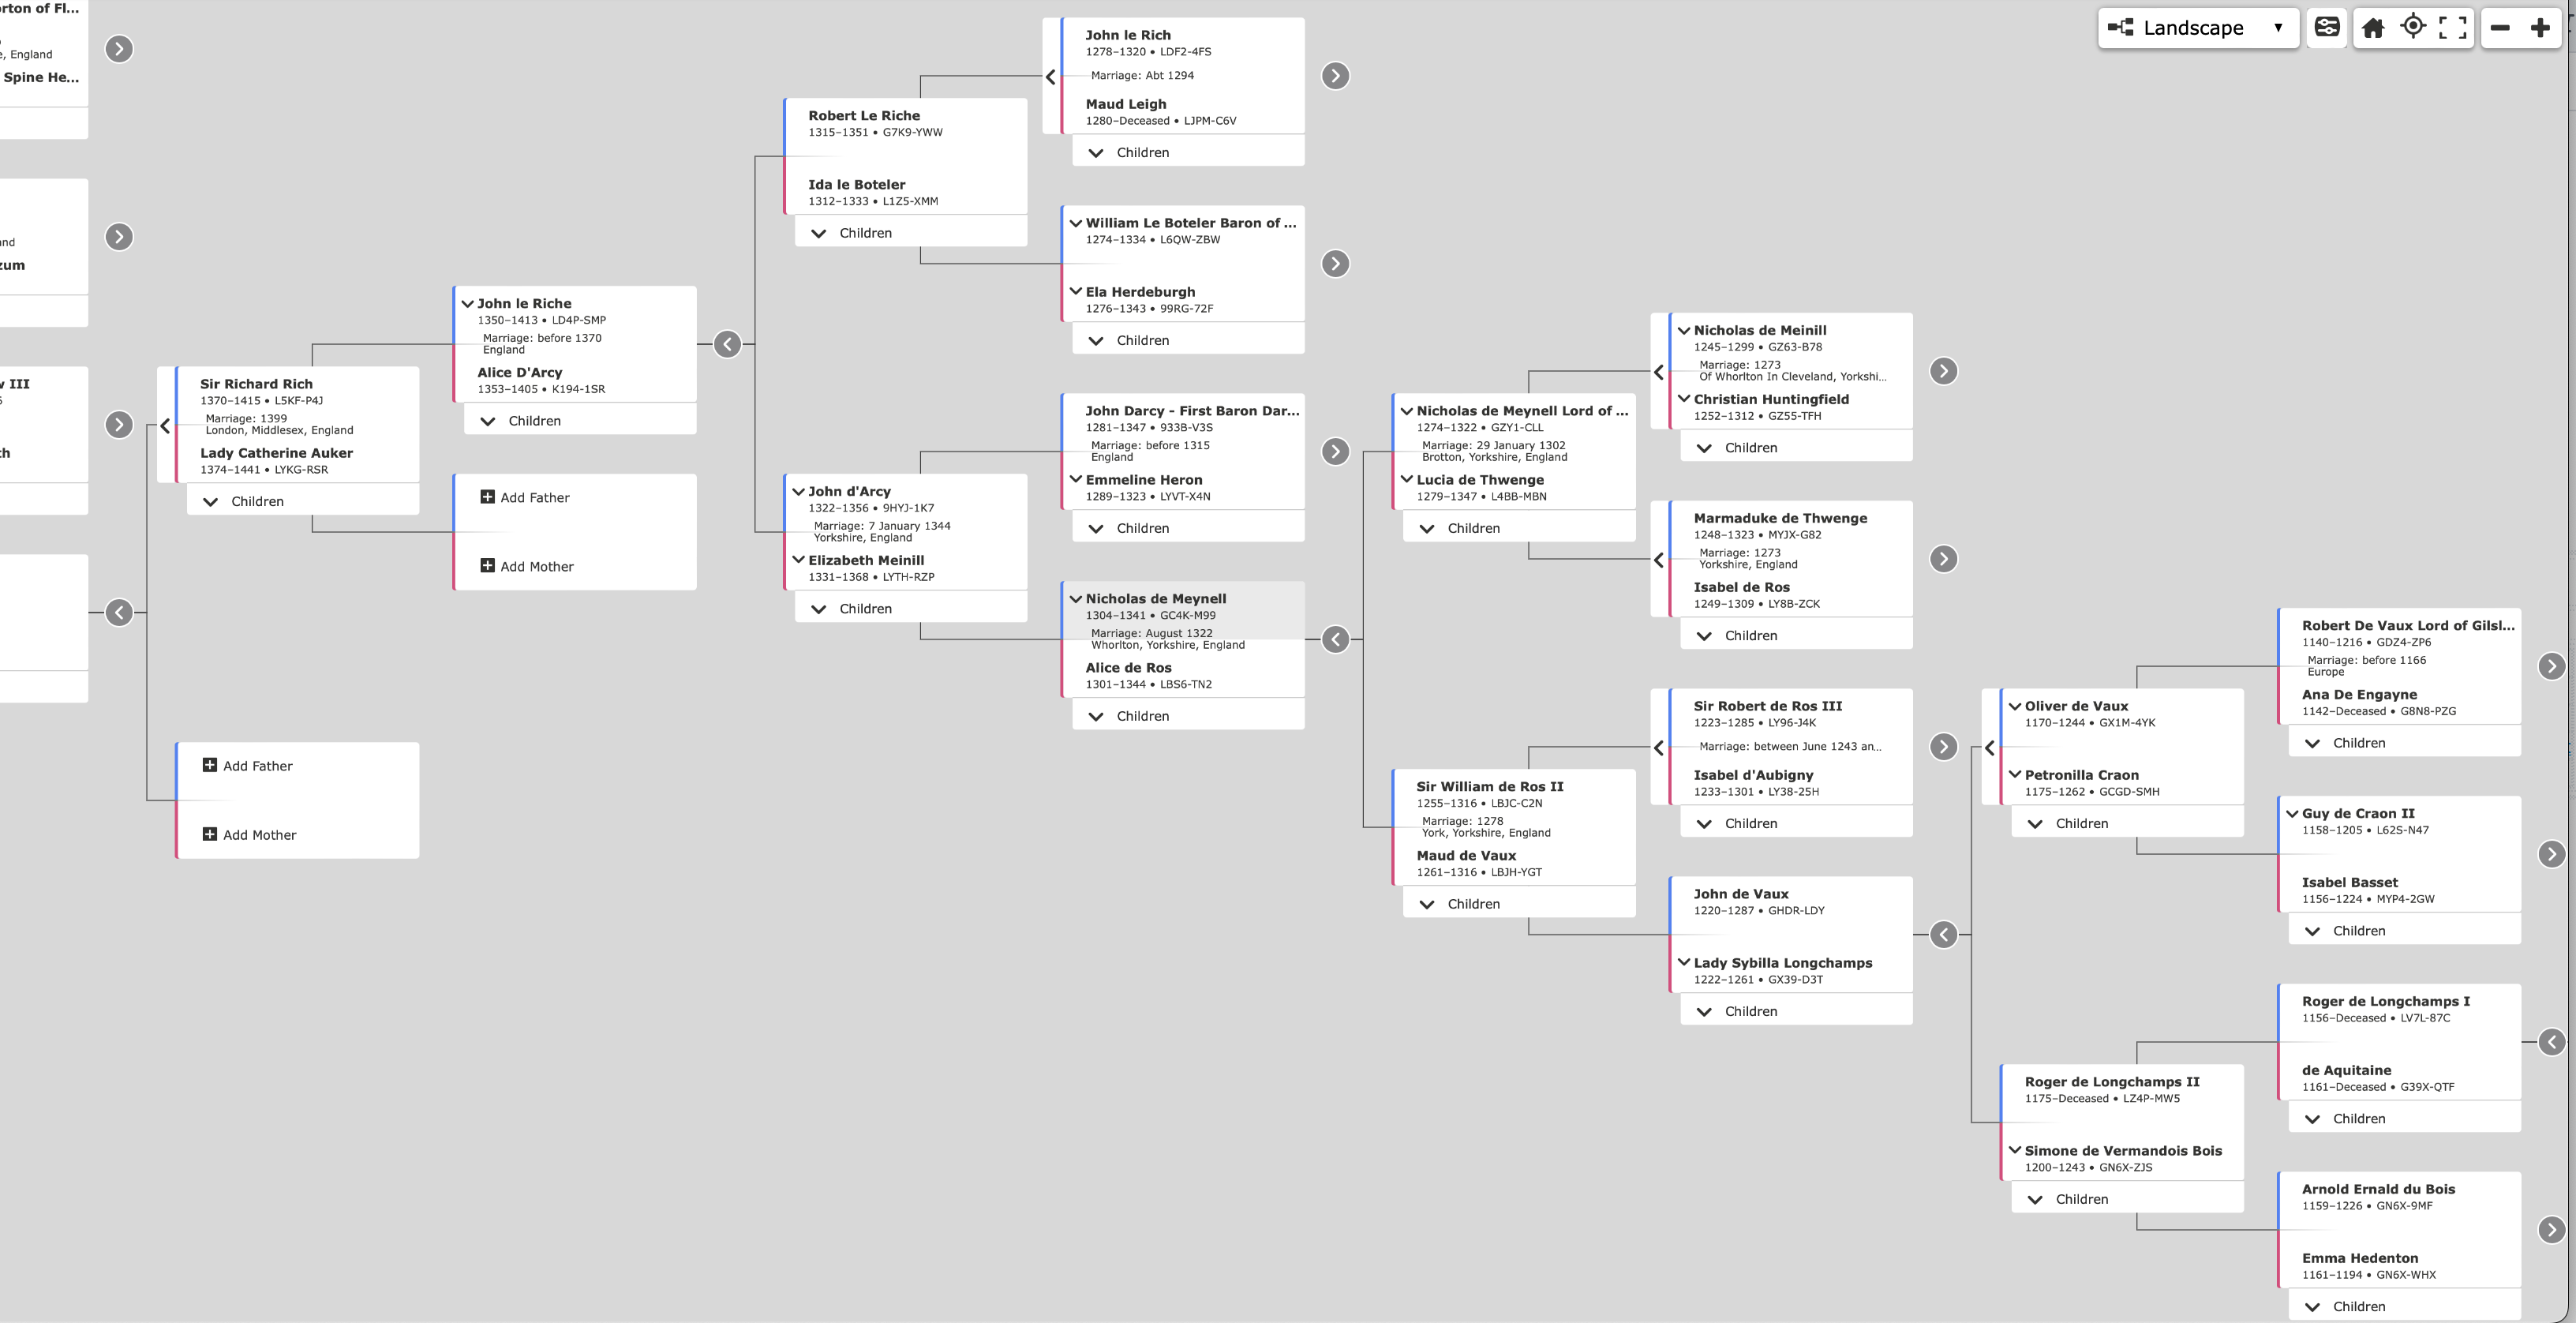 rton of Fl...
e, England
Spine He...
and
zum
v III
th
Sir Richard Rich
1370–1415 • L5KF-P4J
Marriage: 1399
London, Middlesex, England
Lady Catherine Auker
1374–1441 • LYKG-RSR
Children
Add Father
Add Mother
John le Riche
1350–1413 • LD4P-SMP
Marriage: before 1370
England
Alice D'Arcy
1353–1405 • K194-1SR
Children
Add Father
Add Mother
Robert Le Riche
1315–1351 • G7K9-YWW
Ida le Boteler
1312–1333 • L1Z5-XMM
Children
John d'Arcy
1322–1356 • 9HYJ-1K7
Marriage: 7 January 1344
Yorkshire, England
Elizabeth Meinill
1331–1368 • LYTH-RZP
Children
John le Rich
1278–1320 • LDF2-4FS
Marriage: Abt 1294
Maud Leigh
1280–Deceased • LJPM-C6V
Children
William Le Boteler Baron of ...
1274–1334 • L6QW-ZBW
Ela Herdeburgh
1276–1343 • 99RG-72F
Children
John Darcy - First Baron Dar...
1281–1347 • 933B-V3S
Marriage: before 1315
England
Emmeline Heron
1289–1323 • LYVT-X4N
Children
Nicholas de Meynell
1304–1341 • GC4K-M99
Marriage: August 1322
Whorlton, Yorkshire, England
Alice de Ros
1301–1344 • LBS6-TN2
Children
Nicholas de Meynell Lord of ...
1274–1322 • GZY1-CLL
Marriage: 29 January 1302
Brotton, Yorkshire, England
Lucia de Thwenge
1279–1347 • L4BB-MBN
Children
Sir William de Ros II
1255–1316 • LBJC-C2N
Marriage: 1278
York, Yorkshire, England
Maud de Vaux
1261–1316 • LBJH-YGT
Children
Nicholas de Meinill
1245–1299 • GZ63-B78
Marriage: 1273
Of Whorlton In Cleveland, Yorkshi...
Christian Huntingfield
1252–1312 • GZ55-TFH
Children
Marmaduke de Thwenge
1248–1323 • MYJX-G82
Marriage: 1273
Yorkshire, England
Isabel de Ros
1249–1309 • LY8B-ZCK
Children
Sir Robert de Ros III
1223–1285 • LY96-J4K
Marriage: between June 1243 an...
Isabel d'Aubigny
1233–1301 • LY38-25H
Children
John de Vaux
1220–1287 • GHDR-LDY
Lady Sybilla Longchamps
1222–1261 • GX39-D3T
Children
Oliver de Vaux
1170–1244 • GX1M-4YK
Petronilla Craon
1175–1262 • GCGD-SMH
Children
Roger de Longchamps II
1175–Deceased • LZ4P-MW5
Simone de Vermandois Bois
1200–1243 • GN6X-ZJS
Children
Landscape
Robert De Vaux Lord of Gilsl...
1140–1216 • GDZ4-ZP6
Marriage: before 1166
Europe
Ana De Engayne
1142–Deceased • G8N8-PZG
Children
Guy de Craon II
1158–1205 • L62S-N47
Isabel Basset
1156–1224 • MYP4-2GW
Children
Roger de Longchamps I
1156–Deceased • LV7L-87C
de Aquitaine
1161–Deceased • G39X-QTF
Children
Arnold Ernald du Bois
1159–1226 • GN6X-9MF
Emma Hedenton
1161–1194 • GN6X-WHX
Children